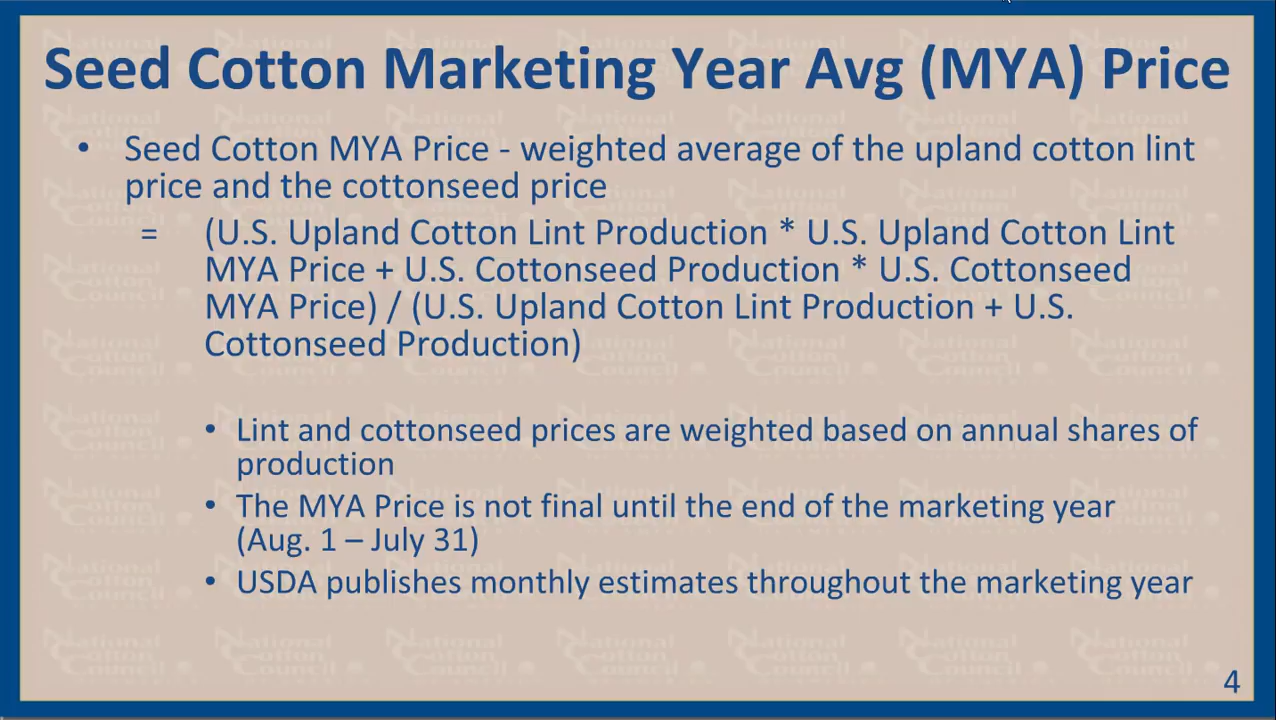 Seed Cotton Marketing Year Avg (MYA) Price
• Seed Cotton MYA Price - weighted average of the upland cotton lint
price and the cottonseed price
= (U.S. Upland Cotton Lint Production * U.S. Upland Cotton Lint
MYA Price + U.S. Cottonseed Production * U.S. Cottonseed
MYA Price) / (U.S. Upland Cotton Lint Production + U.S.
Cottonseed Production)
• Lint and cottonseed prices are weighted based on annual shares of
production
• The MYA Price is not final until the end of the marketing year
(Aug. 1 – July 31)
• USDA publishes monthly estimates throughout the marketing year
4